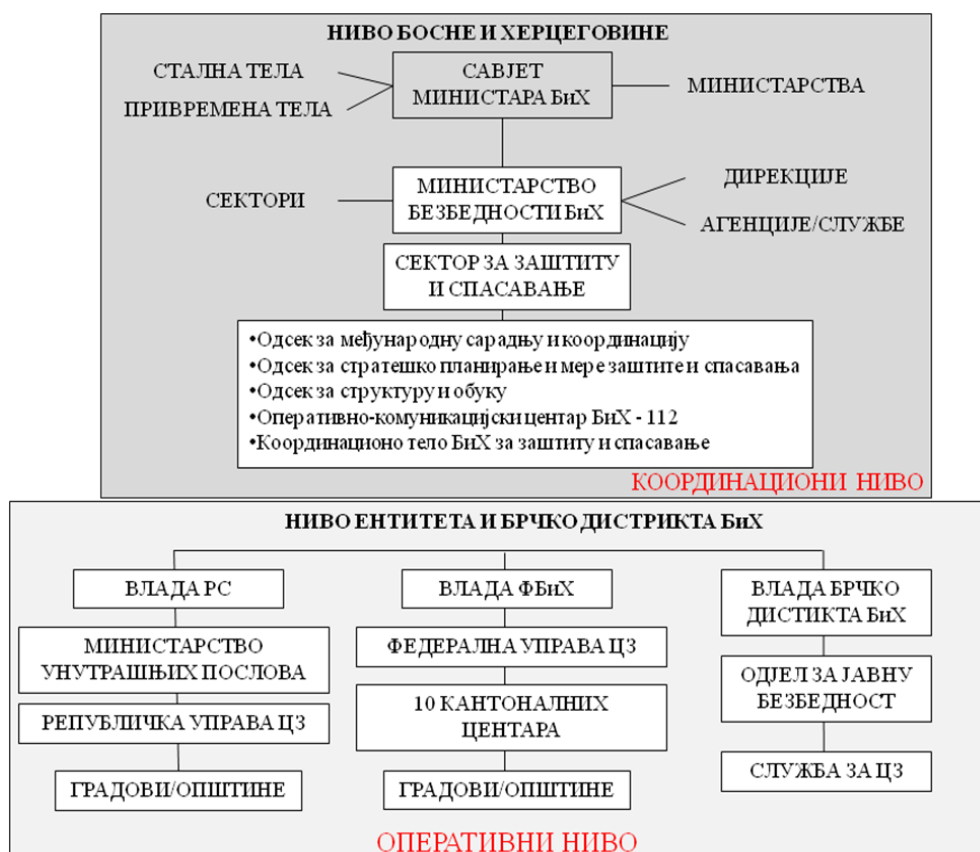 НИВО БОСНЕ И ХЕРЦЕГОВИНЕ
СТАЛНА ТЕЛА
ПРИВРЕМЕНА ТЕЛА
САВЈЕТ
МИНИСТАРА БиХ
МИНИСТАРСТВА
СЕКТОРИ
МИНИСТАРСТВО
БЕЗБЕДНОСТИ БиХ
ДИРЕКЦИЈЕ
АГЕНЦИЈЕ/СЛУЖБЕ
СЕКТОР ЗА ЗАШТИТУ
И СПАСАВАЊЕ
•Одсек за међународну сарадњу и координацију
•Одсек за стратешко планирање и мере заштите и спасавања
•Одсек за структуру и обуку
•Оперативно-комуникацијски центар БиХ - 112
•Координационо тело БиХ за заштиту и спасавање
КООРДИНАЦИОНИ НИВО
НИВО ЕНТИТЕТА И БРЧКО ДИСТРИКТА БиХ
ВЛАДА РС
МИНИСТАРСТВО
УНУТРАШЊИХ ПОСЛОВА
РЕПУБЛИЧКА УПРАВА ЦЗ
ГРАДОВИ/ОПШТИНЕ
ВЛАДА ФБиХ
ФЕДЕРАЛНА УПРАВА ЦЗ
10 КАНТОНАЛНИХ
ЦЕНТАРА
ГРАДОВИ/ОПШТИНЕ
ВЛАДА БРЧКО
ДИСТИКТА БиХ
ОДЈЕЛ ЗА ЈАВНУ
БЕЗБЕДНОСТ
СЛУЖБА ЗА ЦЗ
ОПЕРАТИВНИ НИВО